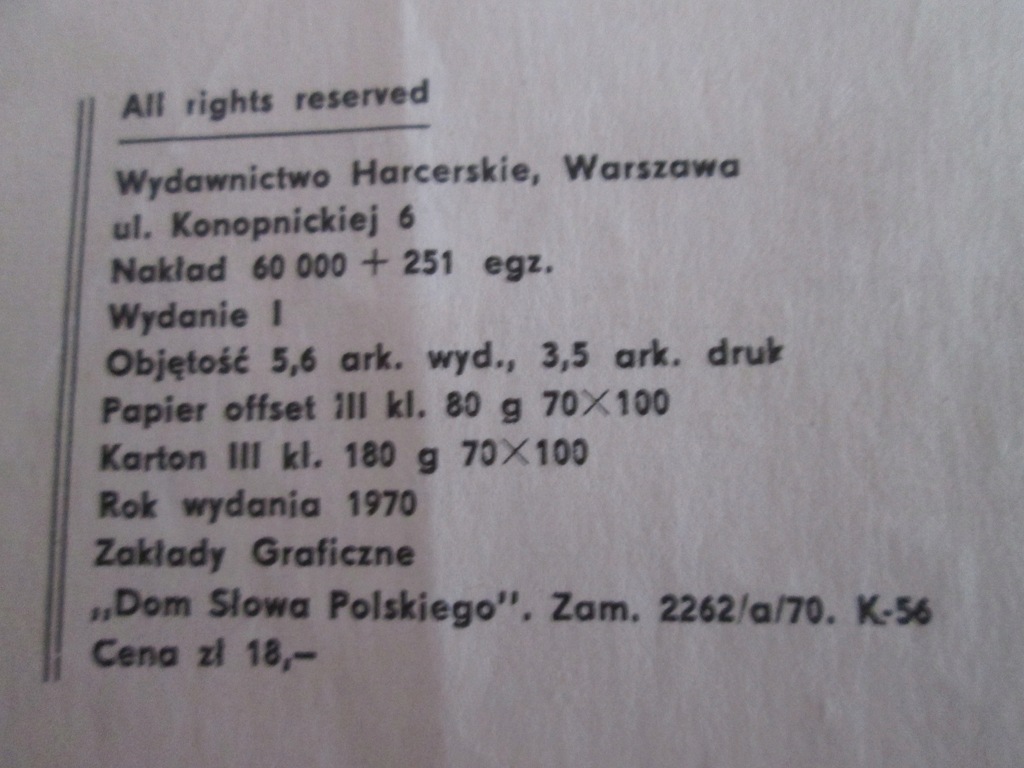 All rights reserved
Wydawnictwo Harcerskie, Warszawa
ul. Konopnickiej 6
Nakład 60 000 + 251 egz.
Wydanie I
Objętość 5,6 ark. wyd., 3,5 ark. druk
Papier offset III kl. 80 g 70×100
Karton III kl. 180 g 70×100
Rok wydania 1970
Zakłady Graficzne
„Dom Słowa Polskiego”. Zam. 2262/a/70. K-56
Cena zł 18,—